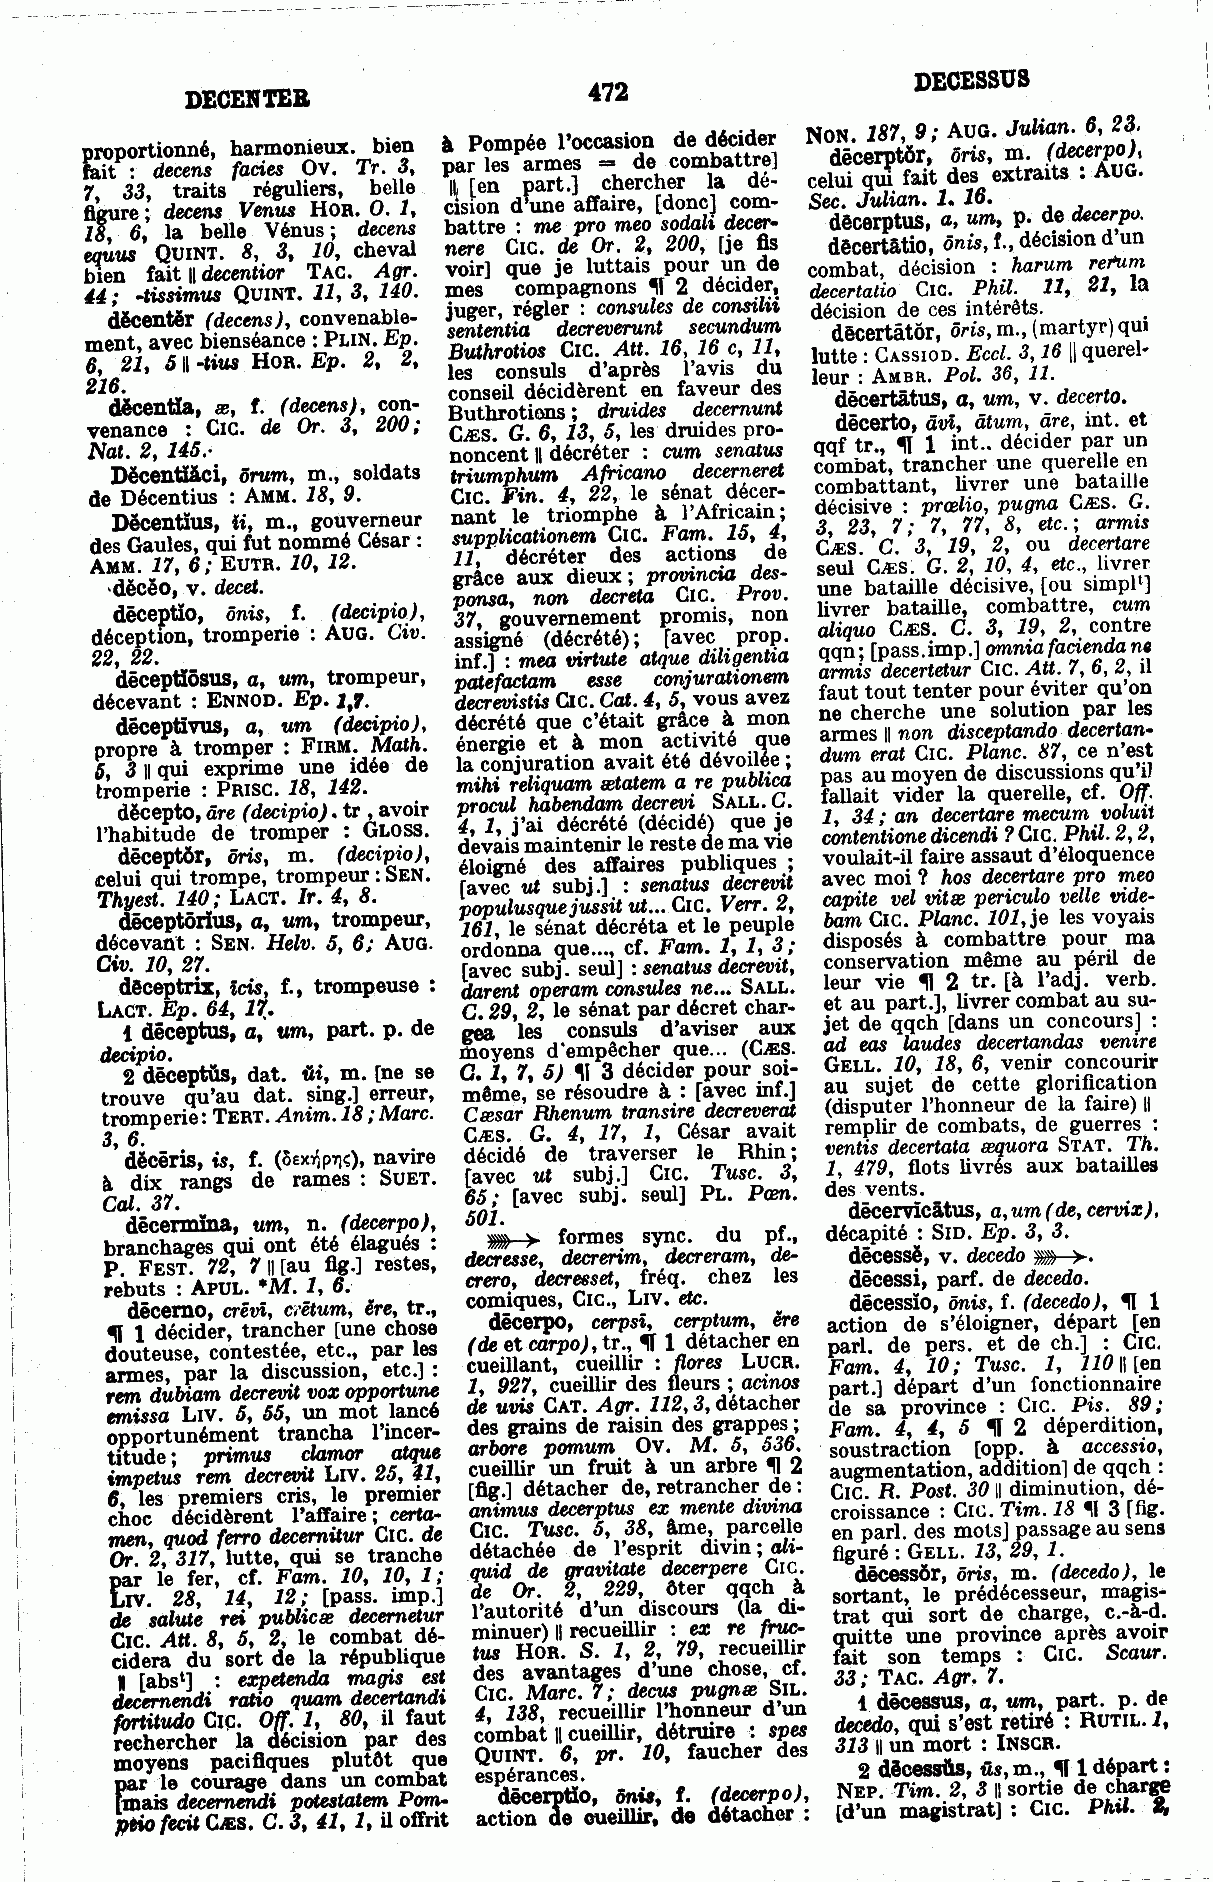 DECENTER
472
DECESSUS
proportionné, harmonieux. bien
fait : decens facies Ov. Tr. 3,
7, 33, traits réguliers, belle
figure ; decens Venus HOR. O. 1,
18, 6, la belle Vénus ; decens
equus QUINT. 8, 3, 10, cheval
bien fait || decentior TAC. Agr.
44 ; -tissimus QUINT. 11, 3, 140.
dĕcentĕr (decens), convenable-
ment, avec bienséance : PLIN. Ep.
6, 21, 5 || -tius HOR. Ep. 2, 2,
216.
dĕcentĭa, æ, f. (decens), con-
venance : CIC. de Or. 3, 200 ;
Nat. 2, 145.
Dĕcentĭăci, ōrum, m., soldats
de Décentius : AMM. 18, 9.
Dĕcentĭus, ĭi, m., gouverneur
des Gaules, qui fut nommé César :
AMM. 17, 6 ; EUTR. 10, 12.
dĕcĕo, v. decet.
dēceptĭo, ōnis, f. (decipio),
déception, tromperie : AUG. Civ.
22, 22.
dēceptĭōsus, a, um, trompeur,
décevant : ENNOD. Ep. 1,7.
dēceptīvus, a, um (decipio),
propre à tromper : FIRM. Math.
5, 3 || qui exprime une idée de
tromperie : PRISC. 18, 142.
dēcepto, āre (decipio). tr , avoir
l'habitude de tromper : GLOSS.
dēceptŏr, ōris, m. (decipio),
celui qui trompe, trompeur : SEN.
Thyest. 140 ; LACT. Ir. 4, 8.
dēceptōrĭus, a, um, trompeur,
décevant : SEN. Helv. 5, 6 ; AUG.
Civ. 10, 27.
dēceptrix, īcis, f., trompeuse :
LACT. Ep. 64, 17.
1 dēceptus, a, um, part. p. de
decipio.
2 dēceptŭs, dat. ŭi, m. [ne se
trouve qu'au dat. sing.] erreur,
tromperie : TERT. Anim. 18 ; Marc.
3, 6.
dĕcēris, is, f. (δεκήρης), navire
à dix rangs de rames : SUET.
Cal. 37.
dēcermĭna, um, n. (decerpo),
branchages qui ont été élagués :
P. FEST. 72, 7 || [au fig.] restes,
rebuts : APUL. *M. 1, 6.
dēcerno, crēvī, crētum, ĕre, tr.,
¶ 1 décider, trancher [une chose
douteuse, contestée, etc., par les
armes, par la discussion, etc.] :
rem dubiam decrevit vox opportune
emissa LIV. 5, 55, un mot lancé
opportunément trancha l'incer-
titude ; primus clamor atque
impetus rem decrevit LIV. 25, 41,
6, les premiers cris, le premier
choc décidèrent l'affaire ; certa-
men, quod ferro decernitur CIC. de
Or. 2, 317, lutte, qui se tranche
par le fer, cf. Fam. 10, 10, 1 ;
LIV. 28, 14, 12 ; [pass. imp.]
de salute rei publicæ decernetur
CIC. Att. 8, 5, 2, le combat dé-
cidera du sort de la république
|| [absᵗ] : expetenda magis est
decernendi ratio quam decertandi
fortitudo CIC. Off. 1, 80, il faut
rechercher la décision par des
moyens pacifiques plutôt que
par le courage dans un combat
[mais decernendi potestatem Pom-
peio fecit CÆS. C. 3, 41, 1, il offrit
à Pompée l'occasion de décider
par les armes = de combattre]
|| [en part.] chercher la dé-
cision d'une affaire, [donc] com-
battre : me pro meo sodali decer-
nere CIC. de Or. 2, 200, [je fis
voir] que je luttais pour un de
mes compagnons ¶ 2 décider,
juger, régler : consules de consilii
sententia decreverunt secundum
Buthrotios CIC. Att. 16, 16 c, 11,
les consuls d'après l'avis du
conseil décidèrent en faveur des
Buthrotions ; druides decernunt
CÆS. G. 6, 13, 5, les druides pro-
noncent || décréter : cum senatus
triumphum Africano decerneret
CIC. Fin. 4, 22, le sénat décer-
nant le triomphe à l'Africain ;
supplicationem CIC. Fam. 15, 4,
11, décréter des actions de
grâce aux dieux ; provincia des-
ponsa, non decreta CIC. Prov.
37, gouvernement promis, non
assigné (décrété) ; [avec prop.
inf.] : mea virtute atque diligentia
patefactam esse conjurationem
decrevistis CIC. Cat. 4, 5, vous avez
décrété que c'était grâce à mon
énergie et à mon activité que
la conjuration avait été dévoilée ;
mihi reliquam ætatem a re publica
procul habendam decrevi SALL. C.
4, 1, j'ai décrété (décidé) que je
devais maintenir le reste de ma vie
éloigné des affaires publiques ;
[avec ut subj.] : senatus decrevit
populusque jussit ut... CIC. Verr. 2,
161, le sénat décréta et le peuple
ordonna que..., cf. Fam. 1, 1, 3 ;
[avec subj. seul] : senatus decrevit,
darent operam consules ne... SALL.
C. 29, 2, le sénat par décret char-
gea les consuls d'aviser aux
moyens d'empêcher que... (CÆS.
C. 1, 7, 5) ¶ 3 décider pour soi-
même, se résoudre à : [avec inf.]
Cæsar Rhenum transire decreverat
CÆS. G. 4, 17, 1, César avait
décidé de traverser le Rhin ;
[avec ut subj.] CIC. Tusc. 3,
65 ; [avec subj. seul] PL. Pœn.
501.
formes sync. du pf.,
decresse, decrerim, decreram, de-
crero, decresset, fréq. chez les
comiques, CIC., LIV. etc.
dēcerpo, cerpsi, cerptum, ĕre
(de et carpo), tr., ¶ 1 détacher en
cueillant, cueillir : flores LUCR.
1, 927, cueillir des fleurs ; acinos
de uvis CAT. Agr. 112, 3, détacher
des grains de raisin des grappes ;
arbore pomum OV. M. 5, 536.
cueillir un fruit à un arbre ¶ 2
[fig.] détacher de, retrancher de :
animus decerptus ex mente divina
CIC. Tusc. 5, 38, âme, parcelle
détachée de l'esprit divin ; ali-
quid de gravitate decerpere CIC.
de Or. 2, 229, ôter qqch à
l'autorité d'un discours (la di-
minuer) || recueillir : ex re fruc-
tus HOR. S. 1, 2, 79, recueillir
des avantages d'une chose, cf.
CIC. Marc. 7 ; decus pugnæ SIL.
4, 138, recueillir l'honneur d'un
combat || cueillir, détruire : spes
QUINT. 6, pr. 10, faucher des
espérances.
dēcerptĭo, ōnis, f. (decerpo),
action de cueillir, de détacher :
NON. 187, 9 ; AUG. Julian. 6, 23.
dēcerptŏr, ōris, m. (decerpo),
celui qui fait des extraits : AUG.
Sec. Julian. 1. 16.
dēcerptus, a, um, p. de decerpo.
dēcertātio, ōnis, f., décision d'un
combat, décision : harum rerum
decertatio CIC. Phil. 11, 21, la
décision de ces intérêts.
dēcertātŏr, ōris, m., (martyr) qui
lutte : CASSIOD. Eccl. 3, 16 || querel-
leur : AMBR. Pol. 36, 11.
dēcertātus, a, um, v. decerto.
dēcerto, āvī, ātum, āre, int. et
qqf tr., ¶ 1 int.. décider par un
combat, trancher une querelle en
combattant, livrer une bataille
décisive : prœlio, pugna CÆS. G.
3, 23, 7 ; 7, 77, 8, etc. ; armis
CÆS. C. 3, 19, 2, ou decertare
seul CÆS. G. 2, 10, 4, etc., livrer
une bataille décisive, [ou simplᵗ]
livrer bataille, combattre, cum
aliquo CÆS. C. 3, 19, 2, contre
qqn ; [pass. imp.] omnia facienda ne
armis decertetur CIC. Att. 7, 6, 2, il
faut tout tenter pour éviter qu'on
ne cherche une solution par les
armes || non disceptando decertan-
dum erat CIC. Planc. 87, ce n'est
pas au moyen de discussions qu'il
fallait vider la querelle, cf. Off.
1, 34 ; an decertare mecum voluit
contentione dicendi ? CIC. Phil. 2, 2,
voulait-il faire assaut d'éloquence
avec moi ? hos decertare pro meo
capite vel vitæ periculo velle vide-
bam CIC. Planc. 101, je les voyais
disposés à combattre pour ma
conservation même au péril de
leur vie ¶ 2 tr. [à l'adj. verb.
et au part.], livrer combat au su-
jet de qqch [dans un concours] :
ad eas laudes decertandas venire
GELL. 10, 18, 6, venir concourir
au sujet de cette glorification
(disputer l'honneur de la faire) ||
remplir de combats, de guerres :
ventis decertata æquora STAT. Th.
1, 479, flots livrés aux batailles
des vents.
dēcervīcātus, a, um (de, cervix),
décapité : SID. Ep. 3, 3.
dēcessĕ, v. decedo.
dēcessi, parf. de decedo.
dēcessĭo, ōnis, f. (decedo), ¶ 1
action de s'éloigner, départ [en
parl. de pers. et de ch.] : CIC.
Fam. 4, 10 ; Tusc. 1, 110 || [en
part.] départ d'un fonctionnaire
de sa province : CIC. Pis. 89 ;
Fam. 4, 4, 5 ¶ 2 déperdition,
soustraction [opp. à accessio,
augmentation, addition] de qqch :
CIC. R. Post. 30 || diminution, dé-
croissance : CIC. Tim. 18 ¶ 3 [fig.
en parl. des mots] passage au sens
figuré : GELL. 13, 29, 1.
dēcessŏr, ōris, m. (decedo), le
sortant, le prédécesseur, magis-
trat qui sort de charge, c.-à-d.
quitte une province après avoir
fait son temps : CIC. Scaur.
33 ; TAC. Agr. 7.
1 dēcessus, a, um, part. p. de
decedo, qui s'est retiré : RUTIL. 1,
313 || un mort : INSCR.
2 dēcessŭs, ūs, m., ¶ 1 départ :
NEP. Tim. 2, 3 || sortie de charge
[d'un magistrat] : CIC. Phil. 2,